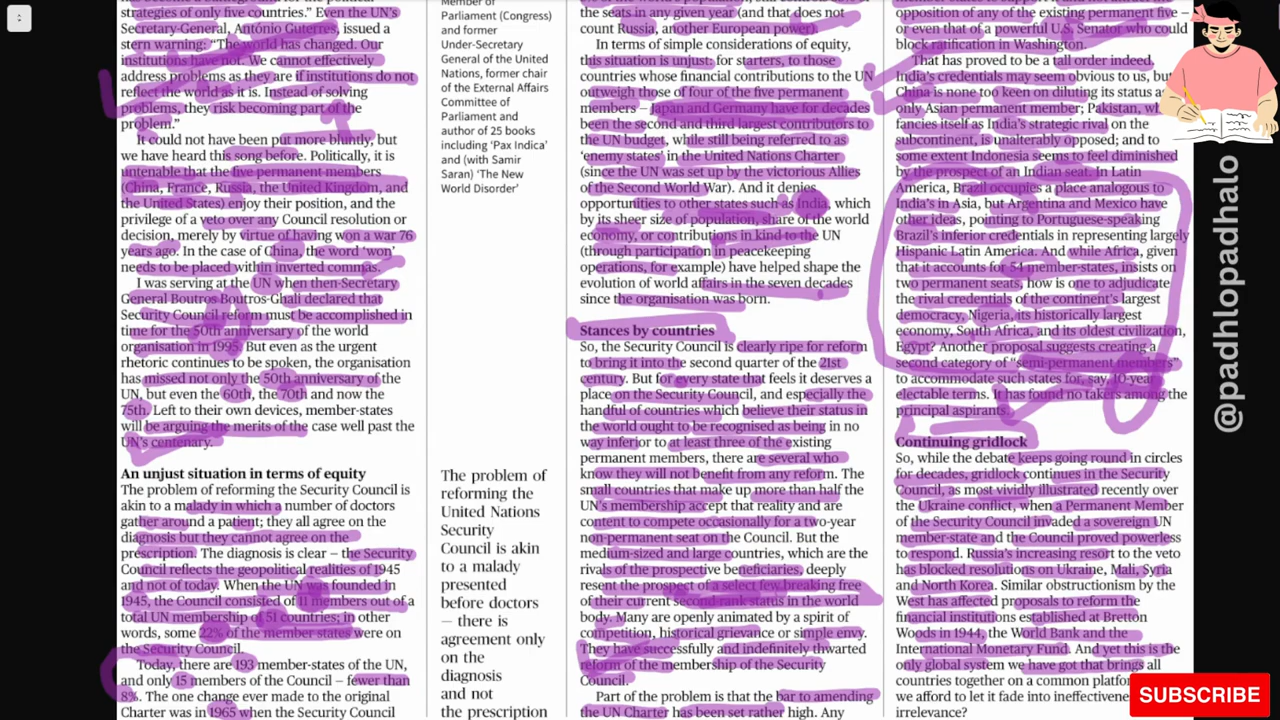 strategies of only five countries." Even the UN's
Secretary-General, António Guterres, issued a
stern warning: "The world has changed. Our
institutions have not. We cannot effectively
address problems as they are if institutions do not
reflect the world as it is. Instead of solving
problems, they risk becoming part of the
problem."
It could not have been put more bluntly, but
we have heard this song before. Politically, it is
untenable that the five permanent members
(China, France, Russia, the United Kingdom, and
the United States) enjoy their position, and the
privilege of a veto over any Council resolution or
decision, merely by virtue of having won a war 76
years ago. In the case of China, the word 'won'
needs to be placed within inverted commas.
I was serving at the UN when then-Secretary
General Boutros Boutros-Ghali declared that
Security Council reform must be accomplished in
time for the 50th anniversary of the world
organisation in 1995. But even as the urgent
rhetoric continues to be spoken, the organisation
has missed not only the 50th anniversary of the
UN, but even the 60th, the 70th and now the
75th. Left to their own devices, member-states
will be arguing the merits of the case well past the
UN's centenary.
An unjust situation in terms of equity
The problem of reforming the Security Council is
akin to a malady in which a number of doctors
gather around a patient; they all agree on the
diagnosis but they cannot agree on the
prescription. The diagnosis is clear – the Security
Council reflects the geopolitical realities of 1945
and not of today. When the UN was founded in
1945, the Council consisted of 11 members out of a
total UN membership of 51 countries; in other
words, some 22% of the member states were on
the Security Council.
Today, there are 193 member-states of the UN,
and only 15 members of the Council – fewer than
8%. The one change ever made to the original
Charter was in 1965 when the Security Council
Member of
Parliament (Congress)
and former
Under-Secretary
General of the United
Nations, former chair
of the External Affairs
Committee of
Parliament and
author of 25 books
including 'Pax Indica'
and (with Samir
Saran) 'The New
World Disorder'
The problem of
reforming the
United Nations
Security
Council is akin
to a malady
presented
before doctors
— there is
agreement only
on the
diagnosis
and not
the prescription
the seats in any given year (and that does not
count Russia, another European power).
In terms of simple considerations of equity,
this situation is unjust: for starters, to those
countries whose financial contributions to the UN
outweigh those of four of the five permanent
members – Japan and Germany have for decades
been the second and third largest contributors to
the UN budget, while still being referred to as
'enemy states' in the United Nations Charter
(since the UN was set up by the victorious Allies
of the Second World War). And it denies
opportunities to other states such as India, which
by its sheer size of population, share of the world
economy, or contributions in kind to the UN
(through participation in peacekeeping
operations, for example) have helped shape the
evolution of world affairs in the seven decades
since the organisation was born.
Stances by countries
So, the Security Council is clearly ripe for reform
to bring it into the second quarter of the 21st
century. But for every state that feels it deserves a
place on the Security Council, and especially the
handful of countries which believe their status in
the world ought to be recognised as being in no
way inferior to at least three of the existing
permanent members, there are several who
know they will not benefit from any reform. The
small countries that make up more than half the
UN's membership accept that reality and are
content to compete occasionally for a two-year
non-permanent seat on the Council. But the
medium-sized and large countries, which are the
rivals of the prospective beneficiaries, deeply
resent the prospect of a select few breaking free
of their current second-rank status in the world
body. Many are openly animated by a spirit of
competition, historical grievance or simple envy.
They have successfully and indefinitely thwarted
reform of the membership of the Security
Council.
Part of the problem is that the bar to amending
the UN Charter has been set rather high. Any
opposition of any of the existing permanent five –
or even that of a powerful U.S. Senator who could
block ratification in Washington.
That has proved to be a tall order indeed.
India's credentials may seem obvious to us, but
China is none too keen on diluting its status as
only Asian permanent member; Pakistan,
fancies itself as India's strategic rival on the
subcontinent, is unalterably opposed; and to
some extent Indonesia seems to feel diminished
by the prospect of an Indian seat. In Latin
America, Brazil occupies a place analogous to
India's in Asia, but Argentina and Mexico have
other ideas, pointing to Portuguese-speaking
Brazil's inferior credentials in representing largely
Hispanic Latin America. And while Africa, given
that it accounts for 54 member-states, insists on
two permanent seats, how is one to adjudicate
the rival credentials of the continent's largest
democracy, Nigeria, its historically largest
economy, South Africa, and its oldest civilization,
Egypt? Another proposal suggests creating a
second category of "semi-permanent members"
to accommodate such states for, say, 10-year
electable terms. It has found no takers among the
principal aspirants.
Continuing gridlock
So, while the debate keeps going round in circles
for decades, gridlock continues in the Security
Council, as most vividly illustrated recently over
the Ukraine conflict, when a Permanent Member
of the Security Council invaded a sovereign UN
member-state and the Council proved powerless
to respond. Russia's increasing resort to the veto
has blocked resolutions on Ukraine, Mali, Syria
and North Korea. Similar obstructionism by the
West has affected proposals to reform the
financial institutions established at Bretton
Woods in 1944, the World Bank and the
International Monetary Fund. And yet this is the
only global system we have got that brings all
countries together on a common
we afford to let it fade into
irrelevance?
@padhlopadhalo
SUBSCRIBE